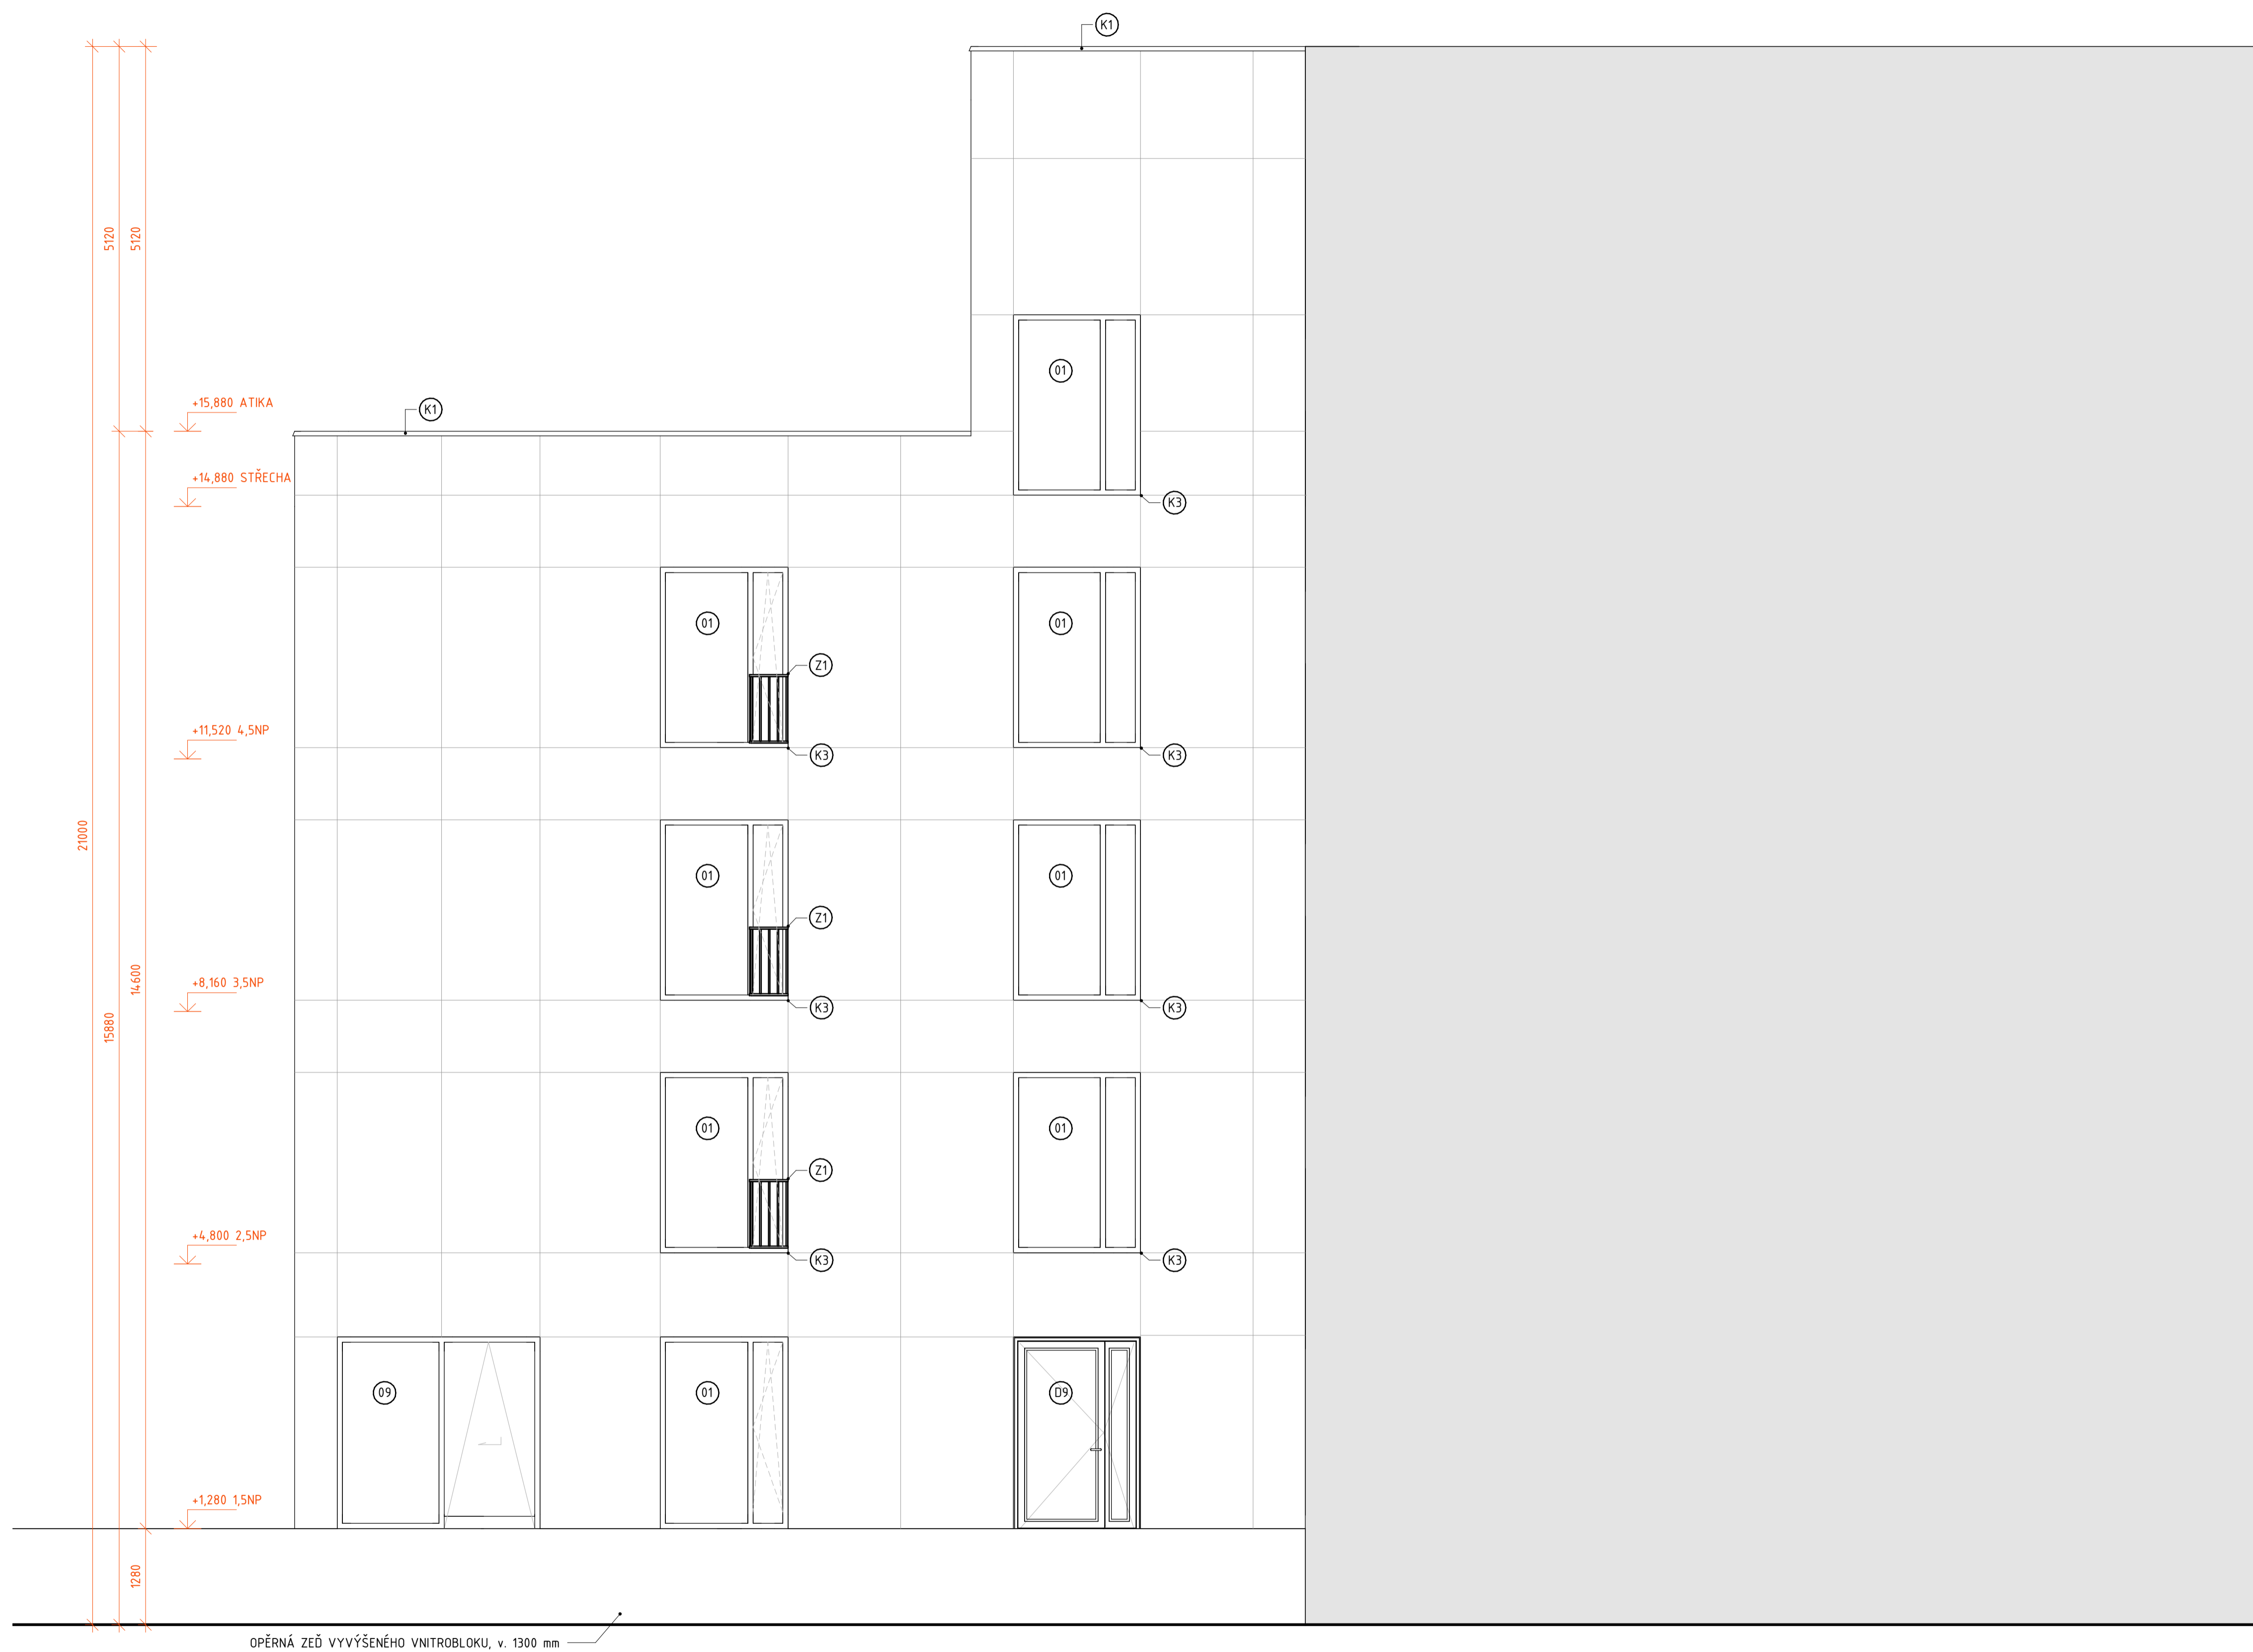 K1
5120
5120
01
+15,880 ATIKA
K1
+14,880 STŘECHA
K3
01
01
Z1
+11,520 4,5NP
K3
K3
21000
01
01
Z1
14600
+8,160 3,5NP
K3
K3
15880
01
01
Z1
+4,800 2,5NP
K3
K3
09
01
D9
+1,280 1,5NP
1280
OPĚRNÁ ZEĎ VYVÝŠENÉHO VNITROBLOKU, v. 1300 mm